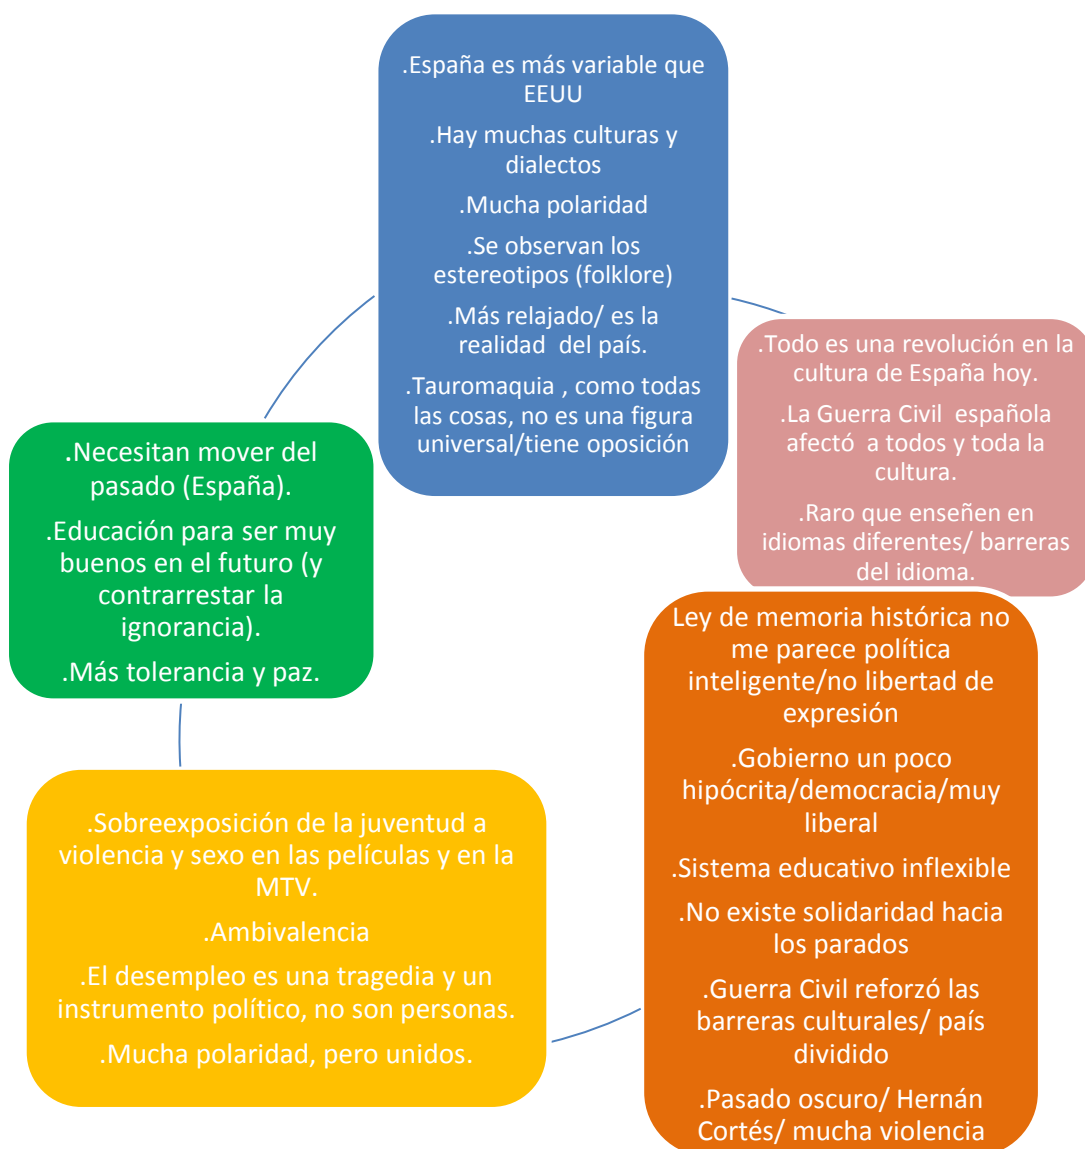 .España es más variable que
EEUU
.Hay muchas culturas y
dialectos
.Mucha polaridad
.Se observan los
estereotipos (folklore)
.Más relajado/ es la
realidad  del país.
.Tauromaquia , como todas
las cosas, no es una figura
universal/tiene oposición
.Todo es una revolución en la
cultura de España hoy.
.La Guerra Civil  española
afectó  a todos y toda la
cultura.
.Raro que enseñen en
idiomas diferentes/ barreras
del idioma.
Ley de memoria histórica no
me parece política
inteligente/no libertad de
expresión
.Gobierno un poco
hipócrita/democracia/muy
liberal
.Sistema educativo inflexible
.No existe solidaridad hacia
los parados
.Guerra Civil reforzó las
barreras culturales/ país
dividido
.Pasado oscuro/ Hernán
Cortés/ mucha violencia
.Sobreexposición de la juventud a
violencia y sexo en las películas y en la
MTV.
.Ambivalencia
.El desempleo es una tragedia y un
instrumento político, no son personas.
.Mucha polaridad, pero unidos.
.Necesitan mover del
pasado (España).
.Educación para ser muy
buenos en el futuro (y
contrarrestar la
ignorancia).
.Más tolerancia y paz.